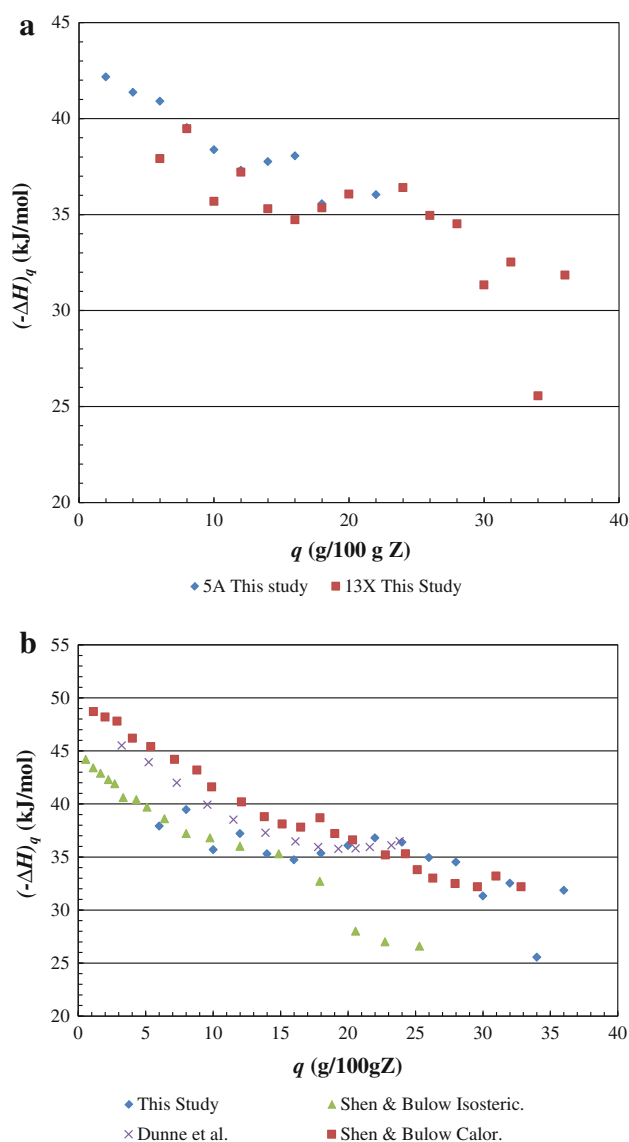 a
45
40
35
30
25
20
(-ΔH)q (kJ/mol)
0 10 20 30 40
q (g/100 g Z)
5A This study 13X This Study
b
55
50
45
40
35
30
25
20
(-ΔH)q (kJ/mol)
0 5 10 15 20 25 30 35 40
q (g/100gZ)
This Study Shen & Bulow Isosteric.
Dunne et al. Shen & Bulow Calor.